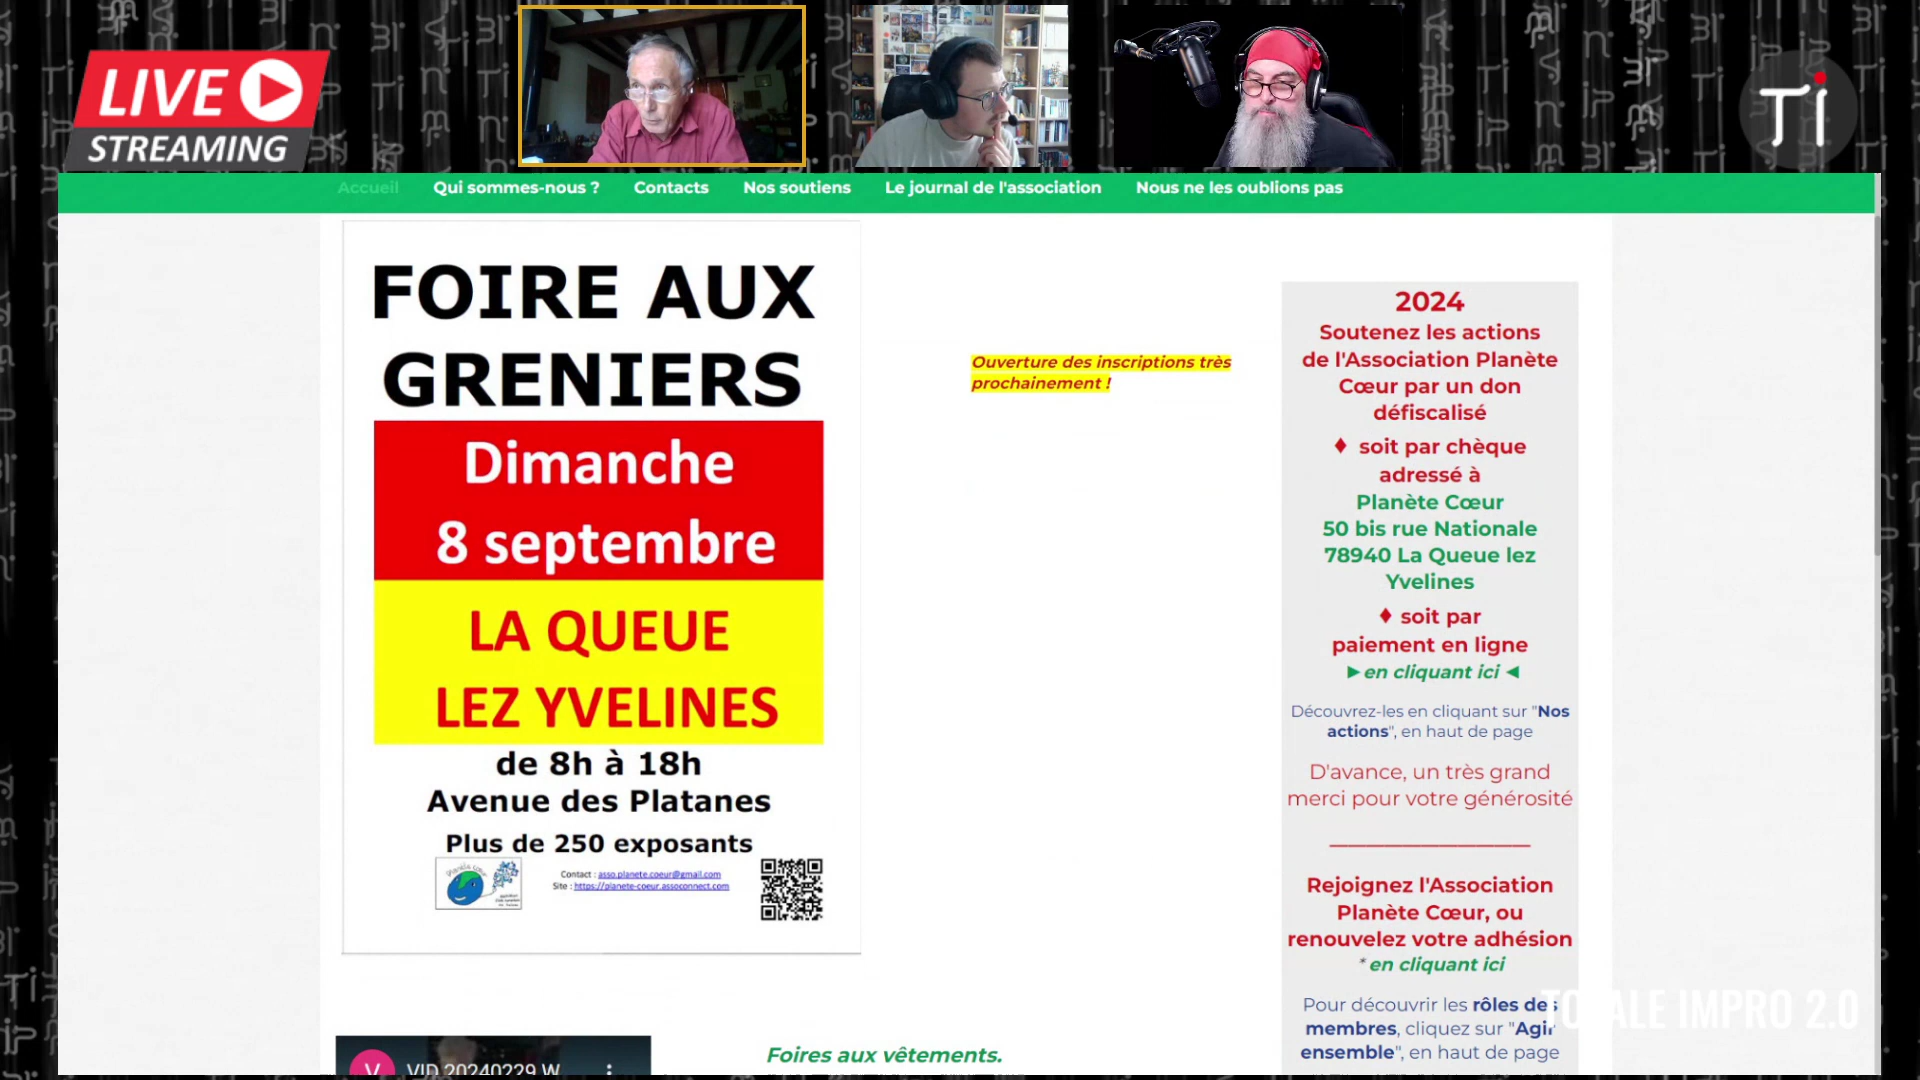 LIVE
STREAMING
Ti
Accueil
Qui sommes-nous ?
Contacts
Nos soutiens
Le journal de l'association
Nous ne les oublions pas
FOIRE AUX
GRENIERS
Dimanche
8 septembre
LA QUEUE
LEZ YVELINES
de 8h à 18h
Avenue des Platanes
Plus de 250 exposants
Contact : asso.planete.coeur@gmail.com
Site : https://planete-coeur.assoconnect.com
Ouverture des inscriptions très
prochainement !
2024
Soutenez les actions
de l'Association Planète
Cœur par un don
défiscalisé
♦ soit par chèque
adressé à
Planète Cœur
50 bis rue Nationale
78940 La Queue lez
Yvelines
♦ soit par
paiement en ligne
►en cliquant ici ◄
Découvrez-les en cliquant sur "Nos
actions", en haut de page
D'avance, un très grand
merci pour votre générosité
Rejoignez l'Association
Planète Cœur, ou
renouvelez votre adhésion
* en cliquant ici
Pour découvrir les rôles des
membres, cliquez sur "Agir
ensemble", en haut de page
V VID 20240229 W
Foires aux vêtements.
TOTALE IMPRO 2.0